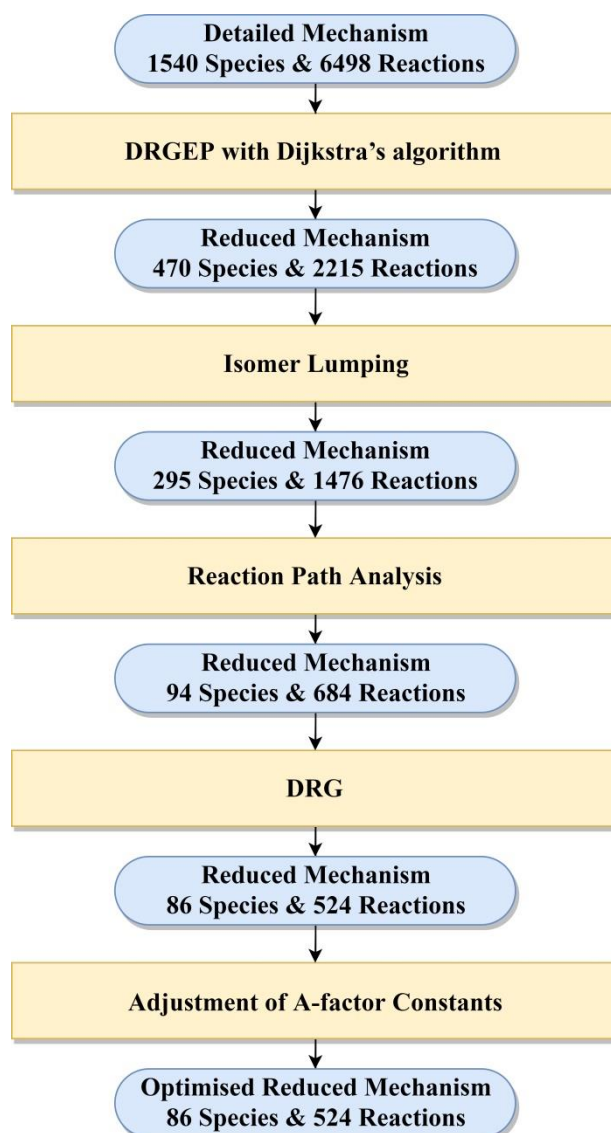 Detailed Mechanism
1540 Species & 6498 Reactions
DRGEP with Dijkstra's algorithm
Reduced Mechanism
470 Species & 2215 Reactions
Isomer Lumping
Reduced Mechanism
295 Species & 1476 Reactions
Reaction Path Analysis
Reduced Mechanism
94 Species & 684 Reactions
DRG
Reduced Mechanism
86 Species & 524 Reactions
Adjustment of A-factor Constants
Optimised Reduced Mechanism
86 Species & 524 Reactions